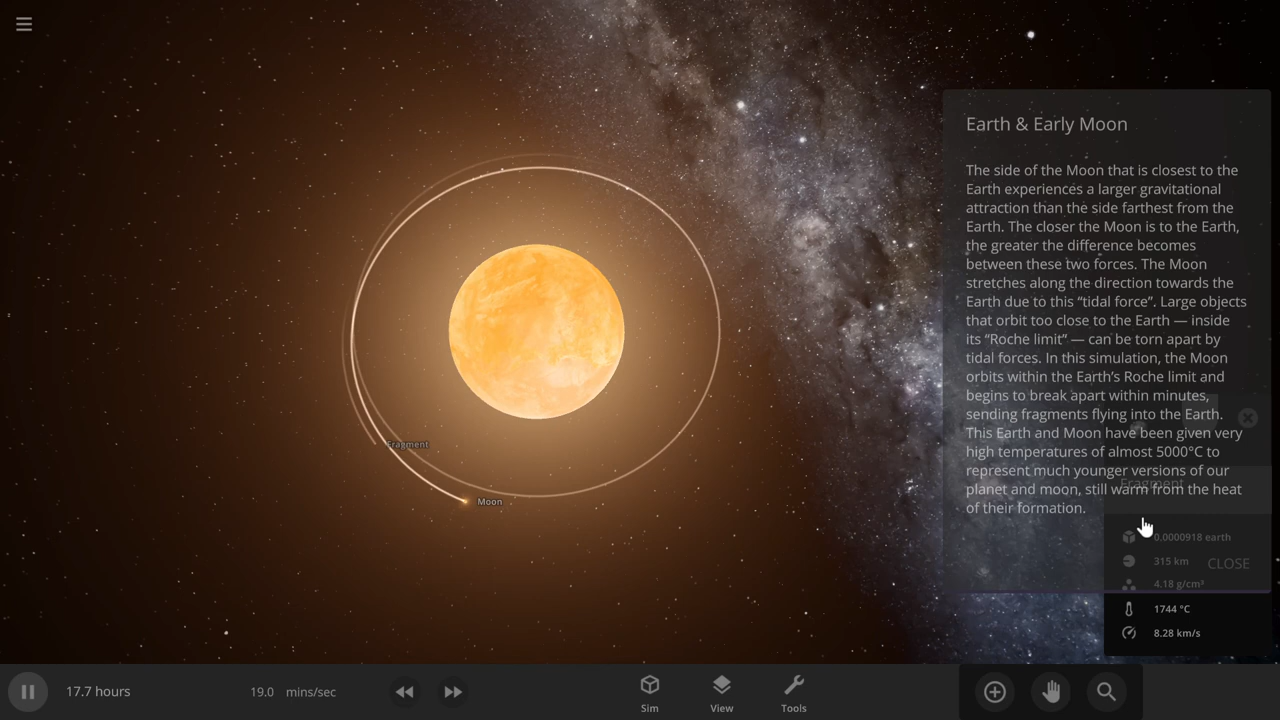 Earth & Early Moon
The side of the Moon that is closest to the
Earth experiences a larger gravitational
attraction than the side farthest from the
Earth. The closer the Moon is to the Earth,
the greater the difference becomes
between these two forces. The Moon
stretches along the direction towards the
Earth due to this “tidal force”. Large objects
that orbit too close to the Earth — inside
its “Roche limit” — can be torn apart by
tidal forces. In this simulation, the Moon
orbits within the Earth’s Roche limit and
begins to break apart within minutes,
sending fragments flying into the Earth.
This Earth and Moon have been given very
high temperatures of almost 5000°C to
represent much younger versions of our
planet and moon, still warm from the heat
of their formation.
Fragment
Moon
Fragment
0.0000918 earth
315 km
CLOSE
4.18 g/cm³
1744 °C
8.28 km/s
17.7 hours
19.0 mins/sec
Sim
View
Tools